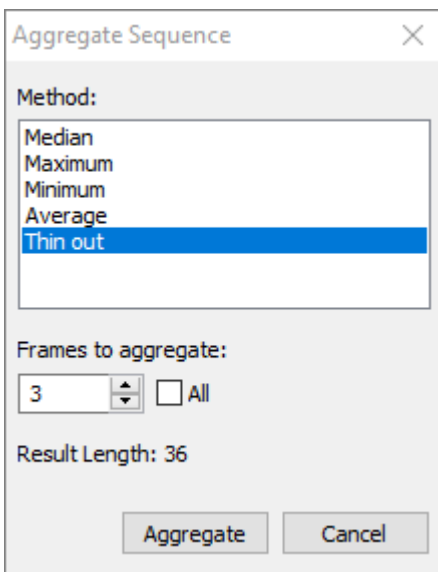 Aggregate Sequence
Method:
Median
Maximum
Minimum
Average
Thin out
Frames to aggregate:
3 All
Result Length: 36
Aggregate Cancel